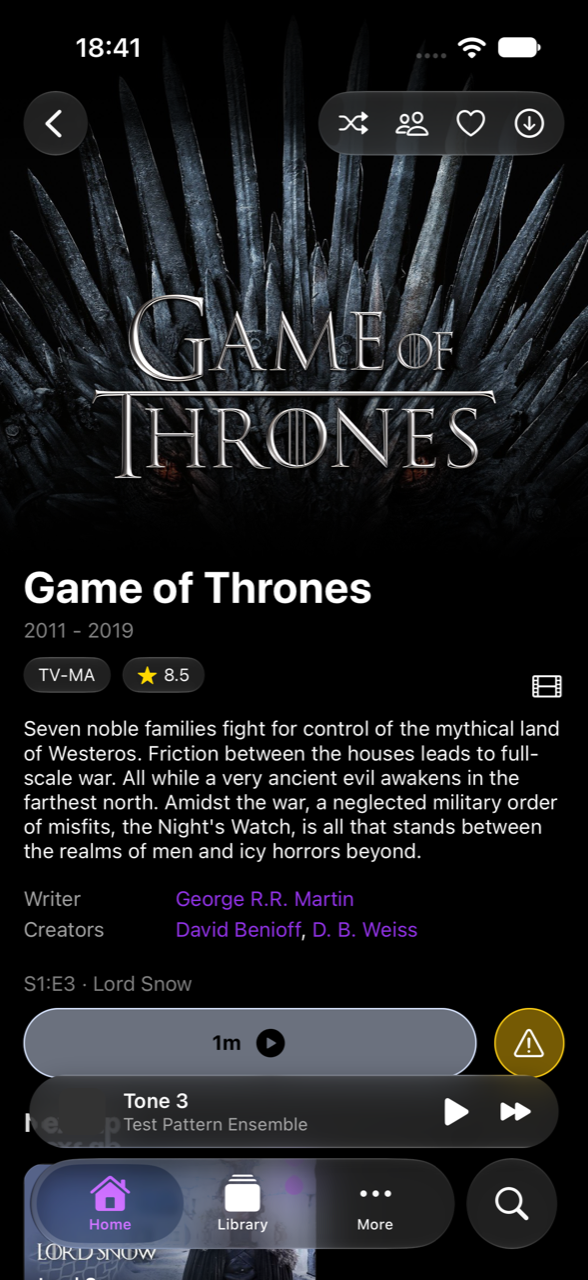 18:41
GAME OF
THRONES
Game of Thrones
2011 - 2019
TV-MA
8.5
Seven noble families fight for control of the mythical land
of Westeros. Friction between the houses leads to full-
scale war. All while a very ancient evil awakens in the
farthest north. Amidst the war, a neglected military order
of misfits, the Night's Watch, is all that stands between
the realms of men and icy horrors beyond.
Writer George R.R. Martin
Creators David Benioff, D. B. Weiss
S1:E3 · Lord Snow
1m
Tone 3
Test Pattern Ensemble
Home Library More
LORD SNOW